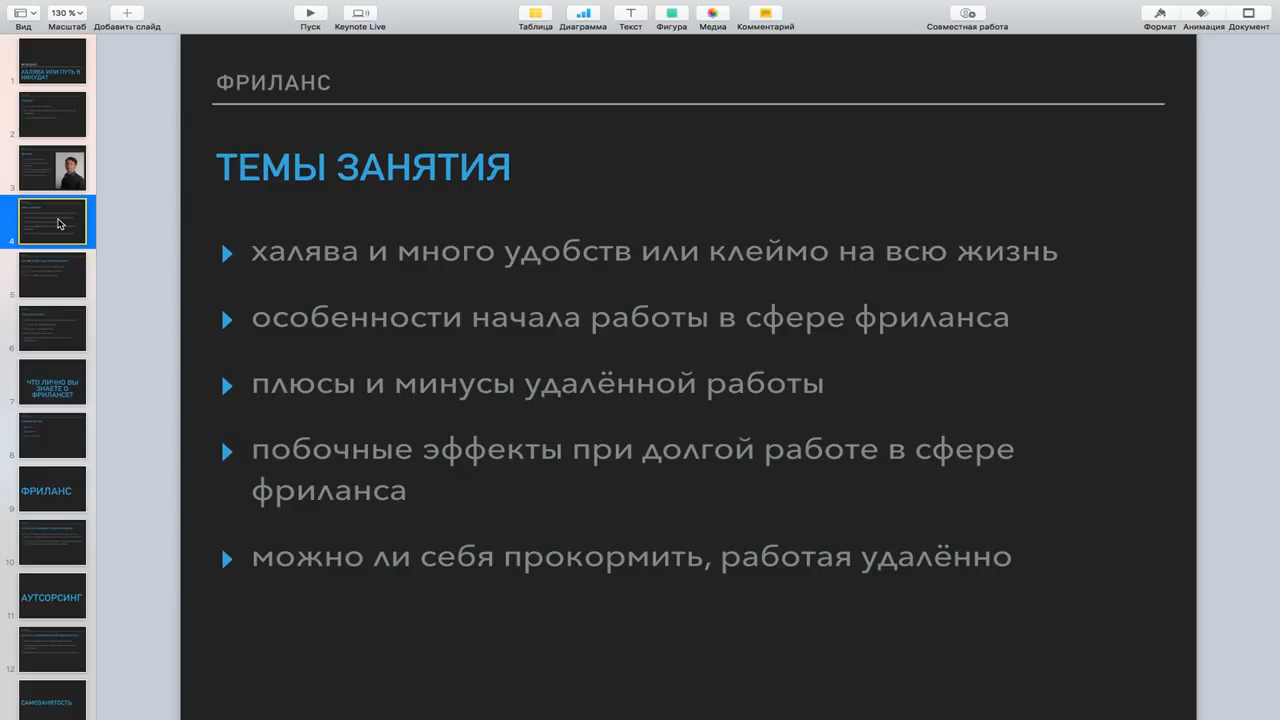 130 %
Вид
Масштаб
Добавить слайд
Пуск
Keynote Live
Таблица
Диаграмма
Текст
Фигура
Медиа
Комментарий
Совместная работа
Формат
Анимация
Документ
1
ХАЛЯВА ИЛИ ПУТЬ В
НИКУДА?
2
3
4
5
6
7
ЧТО ЛИЧНО ВЫ
ЗНАЕТЕ О
ФРИЛАНСЕ?
8
9
ФРИЛАНС
10
11
АУТСОРСИНГ
12
САМОЗАНЯТОСТЬ
ФРИЛАНС
ТЕМЫ ЗАНЯТИЯ
халява и много удобств или клеймо на всю жизнь
особенности начала работы в сфере фриланса
плюсы и минусы удалённой работы
побочные эффекты при долгой работе в сфере
фриланса
можно ли себя прокормить, работая удалённо